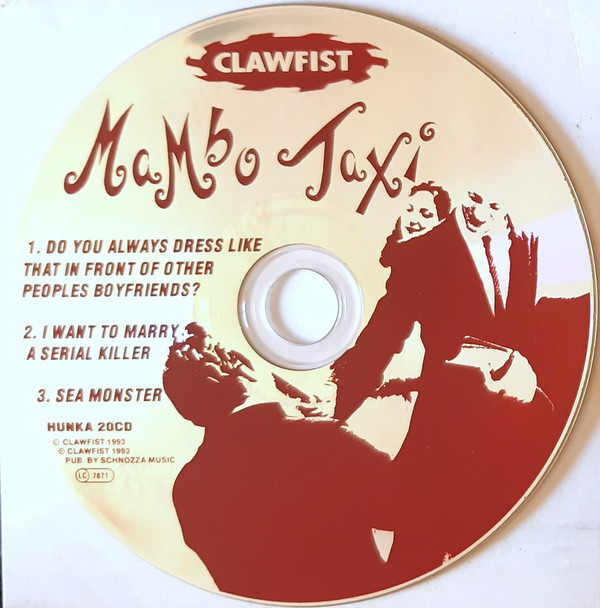 CLAWFIST
MaMbo Taxi
1. DO YOU ALWAYS DRESS LIKE
THAT IN FRONT OF OTHER
PEOPLES BOYFRIENDS?
2. I WANT TO MARRY
A SERIAL KILLER
3. SEA MONSTER
HUNKA 20CD
© CLAWFIST 1993
℗ CLAWFIST 1993
PUB. BY SCHNOZZA MUSIC
LC 7871